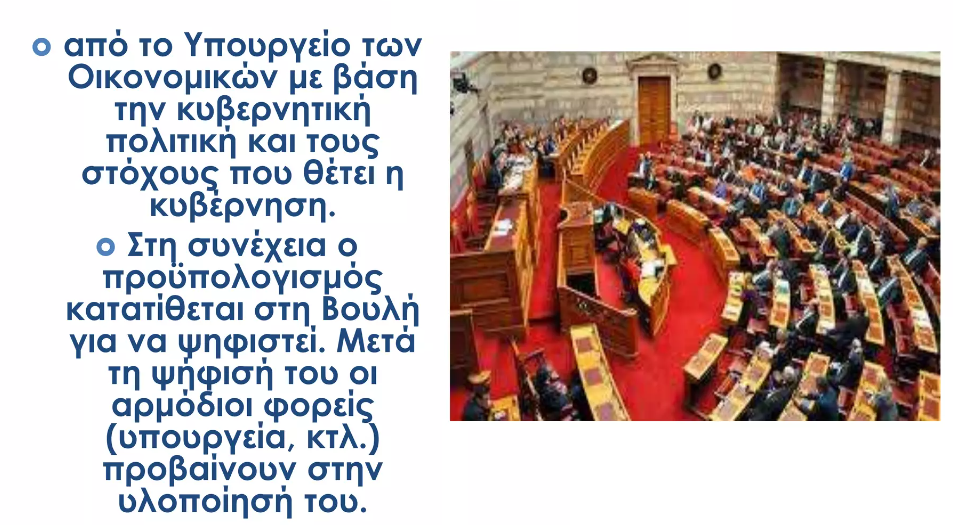 από το Υπουργείο των
Οικονομικών με βάση
την κυβερνητική
πολιτική και τους
στόχους που θέτει η
κυβέρνηση.
Στη συνέχεια ο
προϋπολογισμός
κατατίθεται στη Βουλή
για να ψηφιστεί. Μετά
τη ψήφισή του οι
αρμόδιοι φορείς
(υπουργεία, κτλ.)
προβαίνουν στην
υλοποίησή του.